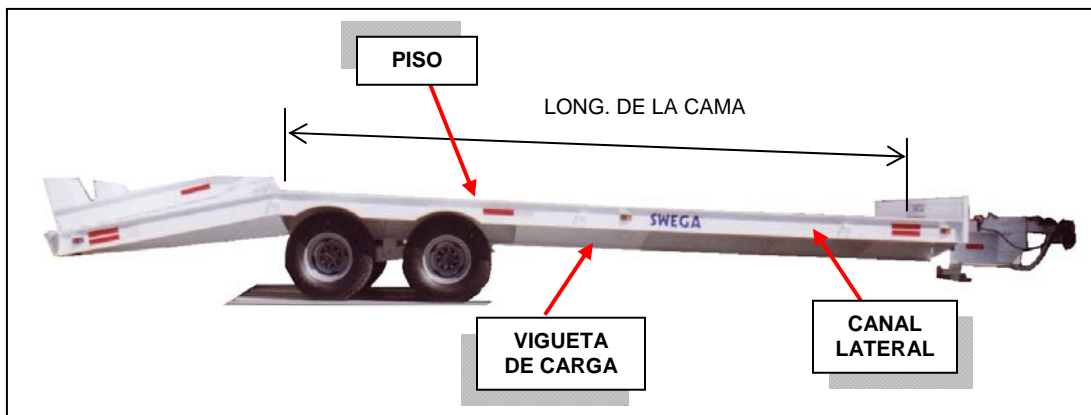 PISO
LONG. DE LA CAMA
SWEGA
VIGUETA
DE CARGA
CANAL
LATERAL